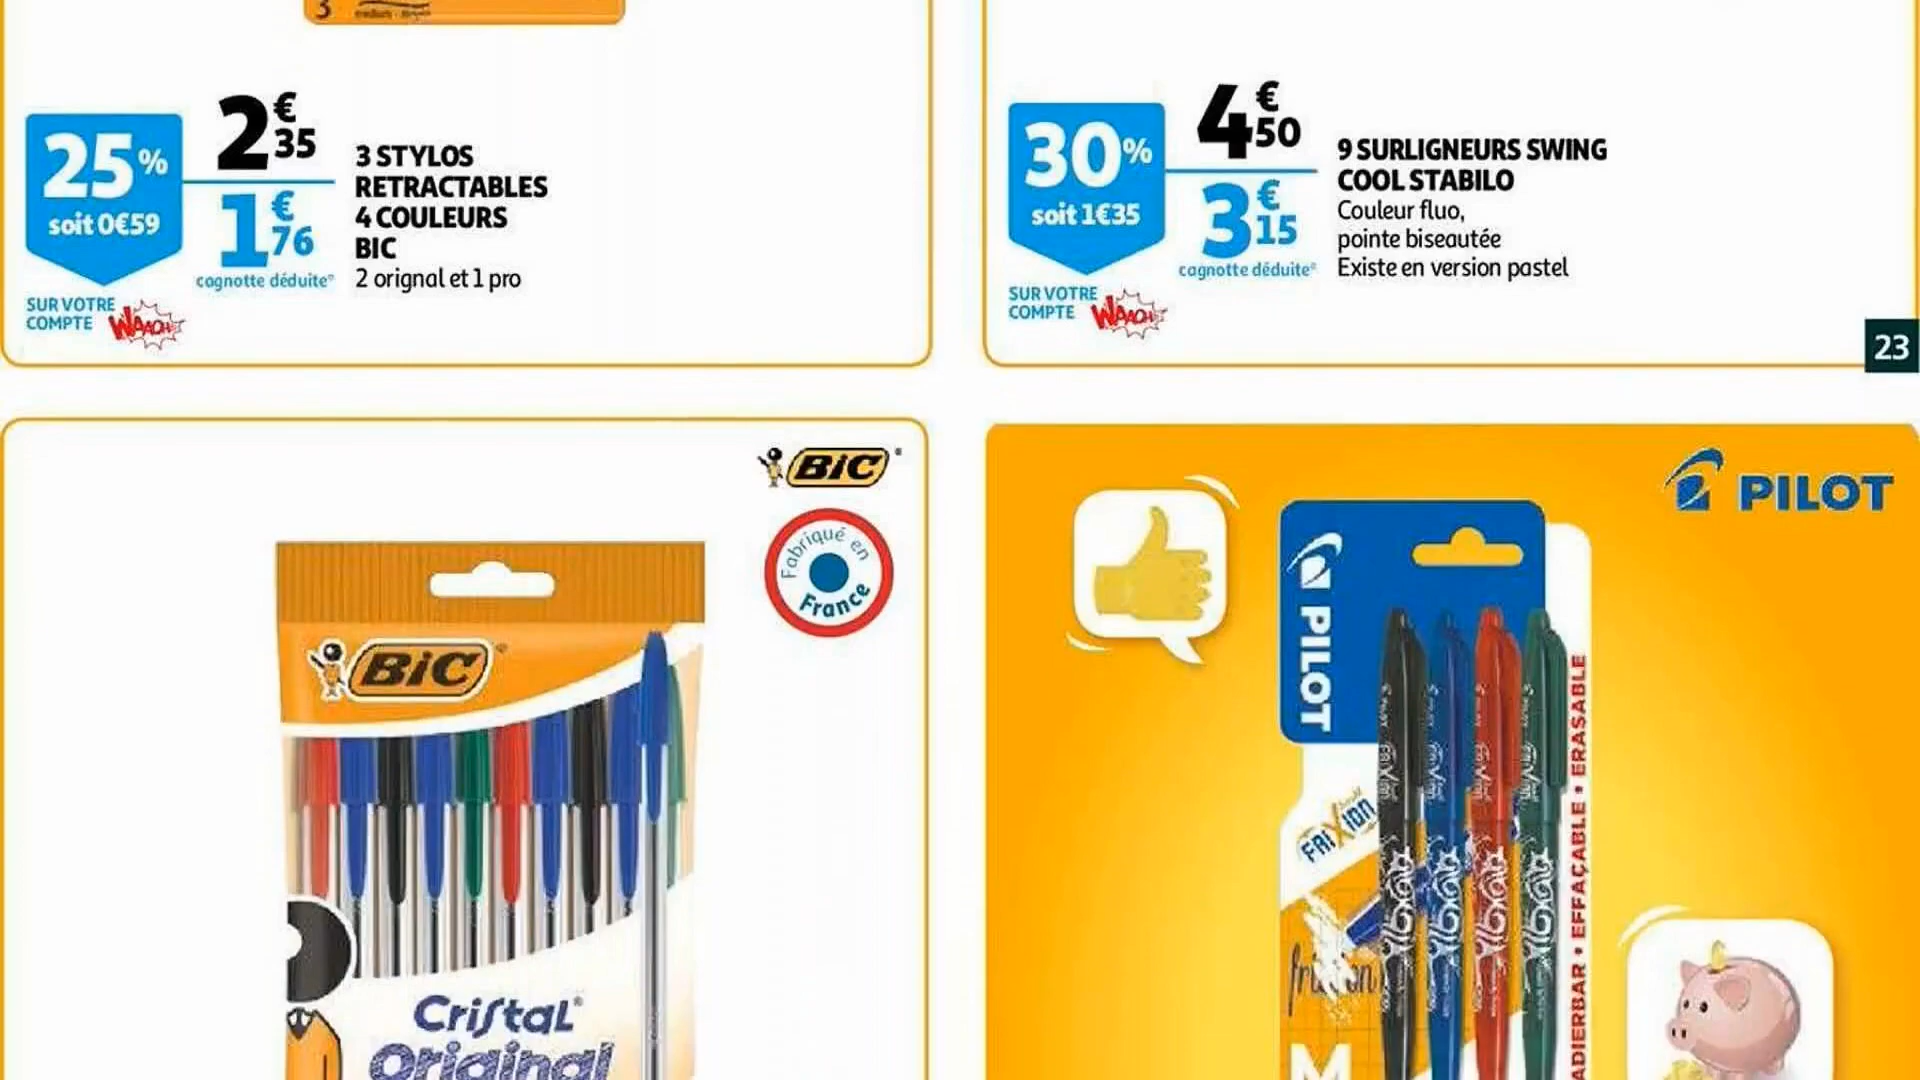 3
25%
soit 0€59
2€35
1€76
cagnotte déduite*
SUR VOTRE
COMPTE WAAOH
3 STYLOS
RETRACTABLES
4 COULEURS
BIC
2 orignal et 1 pro
30%
soit 1€35
4€50
3€15
cagnotte déduite*
SUR VOTRE
COMPTE WAAOH
9 SURLIGNEURS SWING
COOL STABILO
Couleur fluo,
pointe biseautée
Existe en version pastel
23
BiC
Fabriqué en
France
BiC
Cristal
Original
PILOT
PILOT
FRIXION
ADIERBAR • EFFAÇABLE • ERASABLE
M